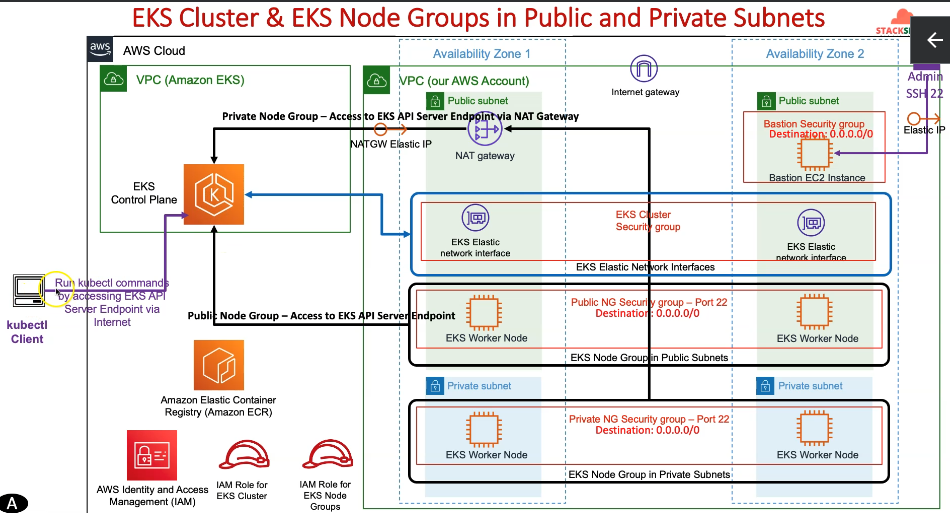 EKS Cluster & EKS Node Groups in Public and Private Subnets
STACKSI
aws
AWS Cloud
Availability Zone 1
Availability Zone 2
VPC (Amazon EKS)
VPC (our AWS Account)
Internet gateway
Admin
SSH 22
Public subnet
Public subnet
Private Node Group – Access to EKS API Server Endpoint via NAT Gateway
Bastion Security group
Destination: 0.0.0.0/0
Elastic IP
NATGW Elastic IP
NAT gateway
Bastion EC2 Instance
EKS
Control Plane
EKS Elastic
network interface
EKS Cluster
Security group
EKS Elastic
network interface
EKS Elastic Network Interfaces
Run kubectl commands
by accessing EKS API
Server Endpoint via
Internet
kubectl
Client
Public Node Group – Access to EKS API Server Endpoint
Public NG Security group – Port 22
Destination: 0.0.0.0/0
EKS Worker Node
EKS Worker Node
EKS Node Group in Public Subnets
Private subnet
Private subnet
Amazon Elastic Container
Registry (Amazon ECR)
Private NG Security group – Port 22
Destination: 0.0.0.0/0
EKS Worker Node
EKS Worker Node
EKS Node Group in Private Subnets
AWS Identity and Access
Management (IAM)
IAM Role for
EKS Cluster
IAM Role for
EKS Node
Groups
A